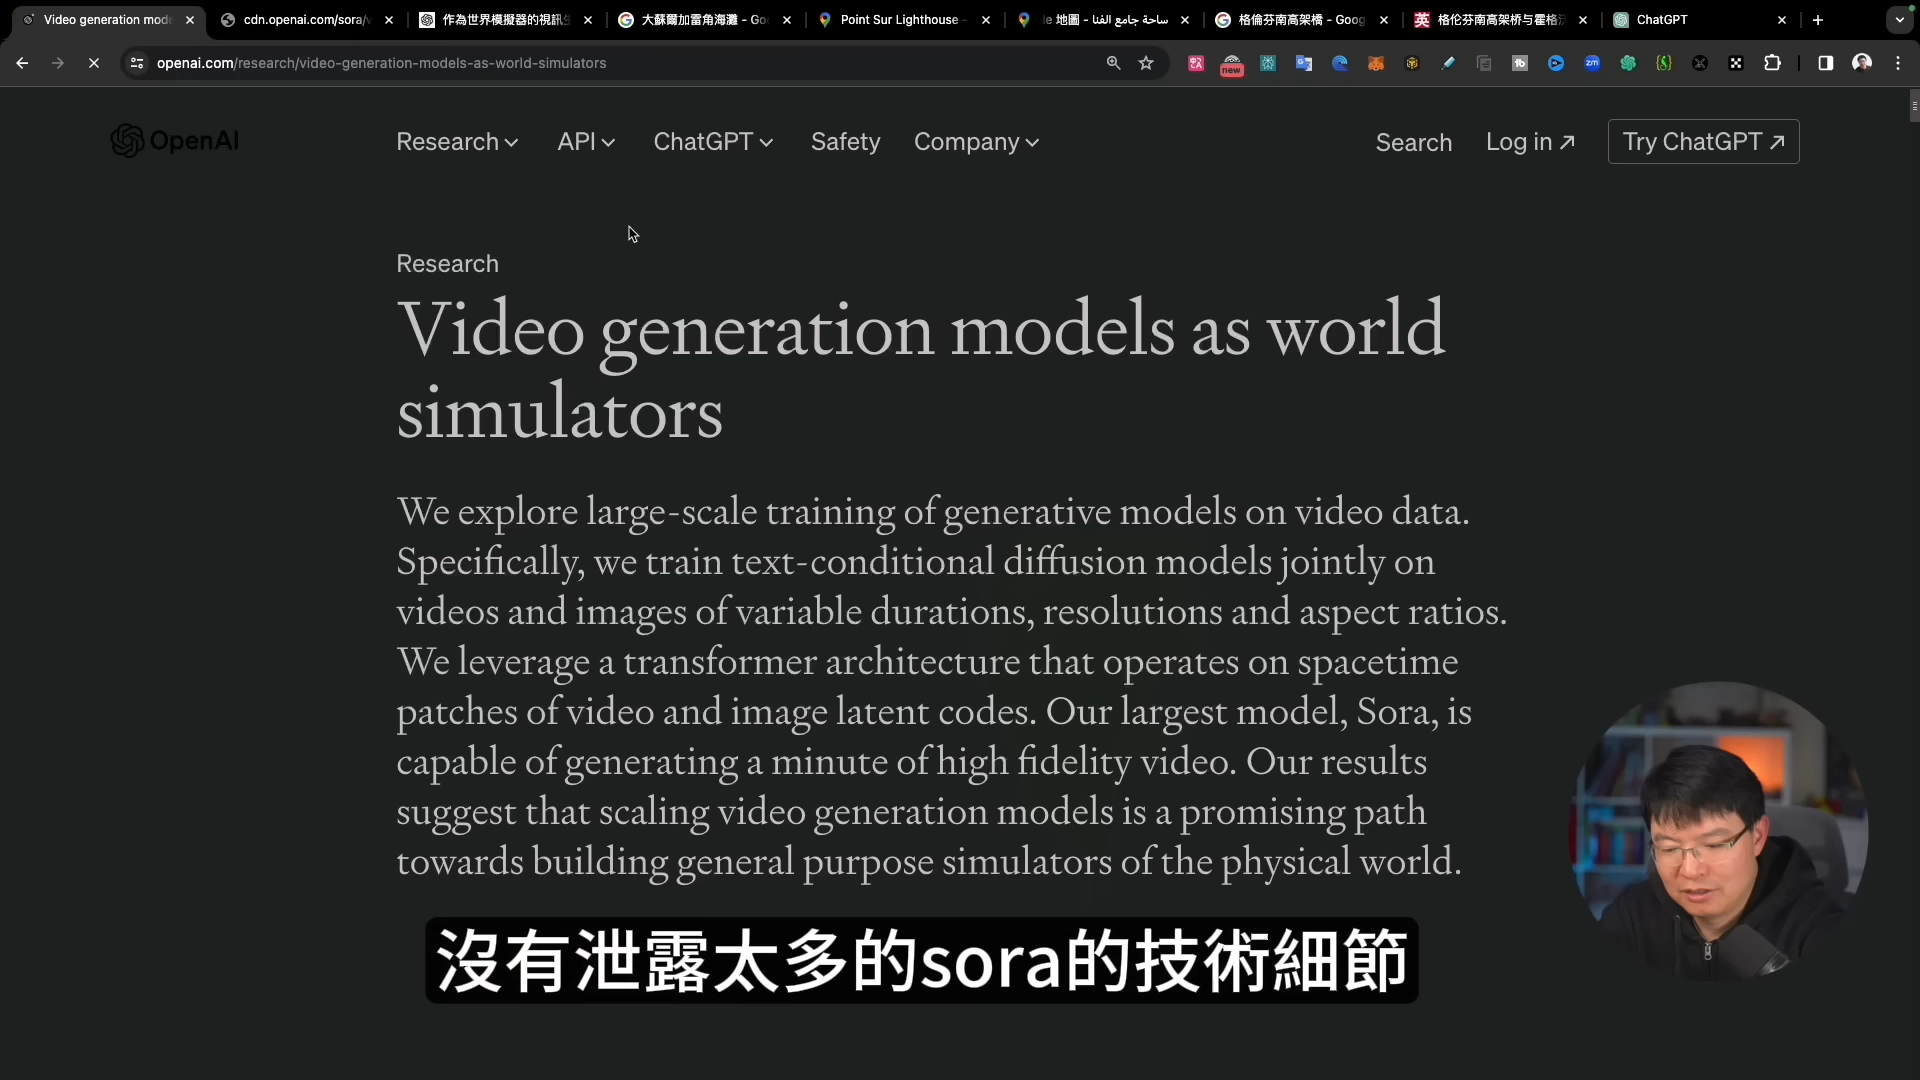 Video generation mode
cdn.openai.com/sora/v
作為世界模擬器的視訊生
大蘇爾加雷角海灘 - Goo
Point Sur Lighthouse -
地圖 - ساحة جامع الفنا
格倫芬南高架橋 - Goog
格伦芬南高架桥与霍格沃
ChatGPT
openai.com/research/video-generation-models-as-world-simulators
new
OpenAI
Research
API
ChatGPT
Safety
Company
Search
Log in
Try ChatGPT
Research
Video generation models as world
simulators
We explore large-scale training of generative models on video data.
Specifically, we train text-conditional diffusion models jointly on
videos and images of variable durations, resolutions and aspect ratios.
We leverage a transformer architecture that operates on spacetime
patches of video and image latent codes. Our largest model, Sora, is
capable of generating a minute of high fidelity video. Our results
suggest that scaling video generation models is a promising path
towards building general purpose simulators of the physical world.
沒有泄露太多的sora的技術細節